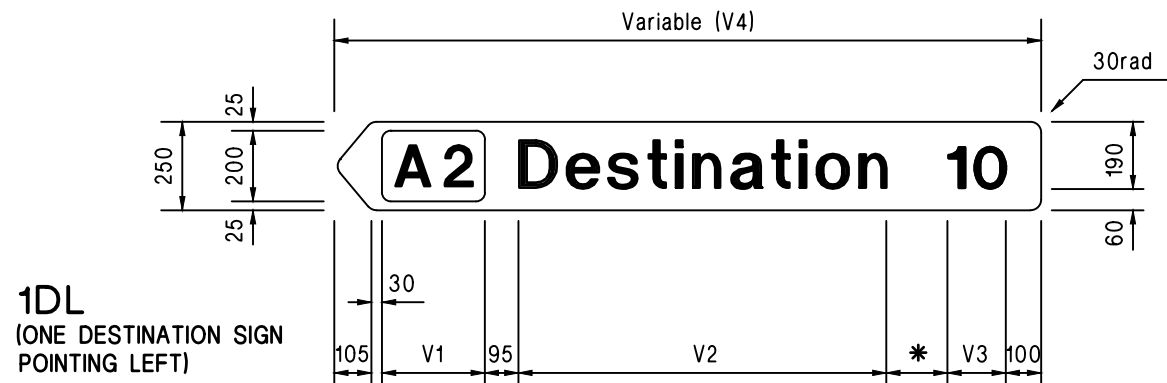 Variable (V4)
30rad
25
250
200
25
A2 Destination 10
190
60
30
1DL
(ONE DESTINATION SIGN
POINTING LEFT)
105 V1 95 V2 * V3 100